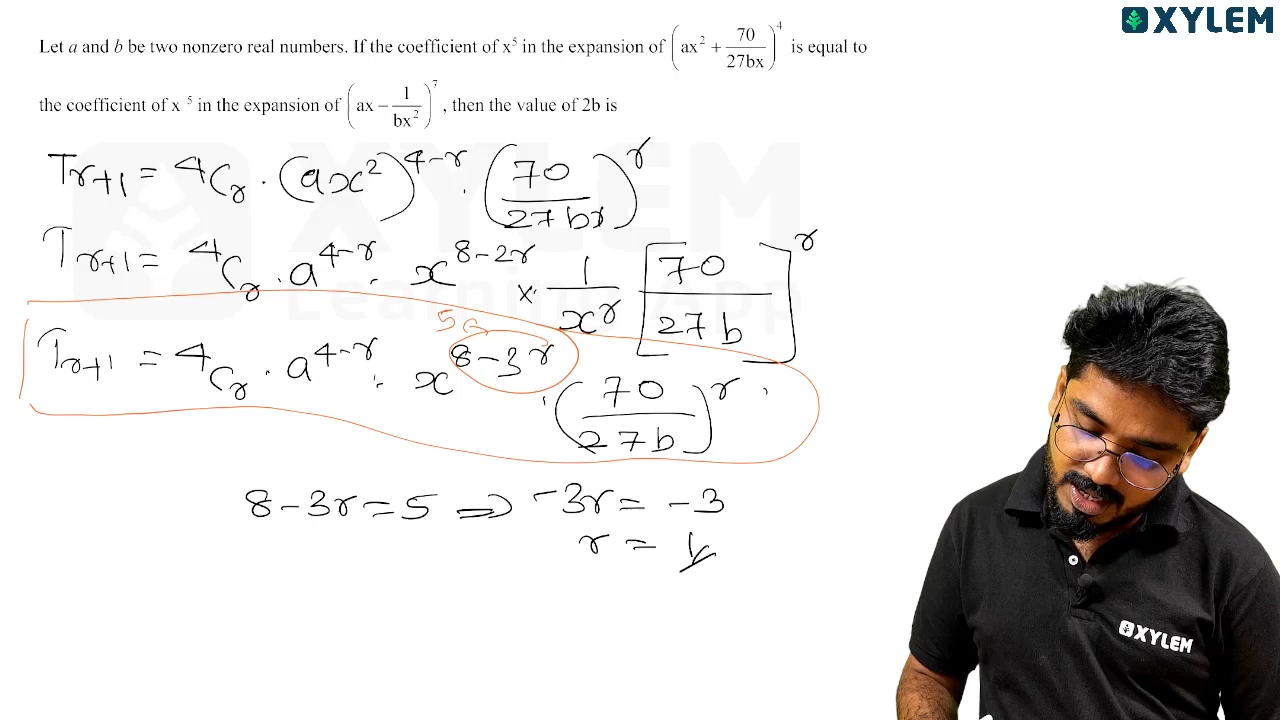 XYLEM
Let a and b be two nonzero real numbers. If the coefficient of x⁵ in the expansion of (ax² + 70/27bx)⁴ is equal to
the coefficient of x ⁵ in the expansion of (ax − 1/bx²)⁷, then the value of 2b is
Tr+1 = 4Cr . (ax²)^4−r . (70/27bx)^r
Tr+1 = 4Cr . a^4−r . x^8−2r × 1/x^r [70/27b]^r
5
Tr+1 = 4Cr . a^4−r . x^8−3r . (70/27b)^r
8−3r = 5 ⇒ −3r = −3
r = 1
XYLEM
Learning App
XYLEM